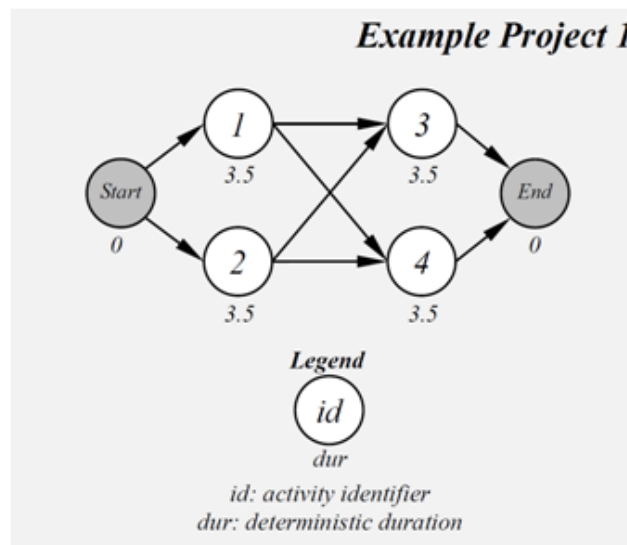 Example Project 1
1 3
3.5 3.5
Start End
0 0
2 4
3.5 3.5
Legend
id
dur
id: activity identifier
dur: deterministic duration